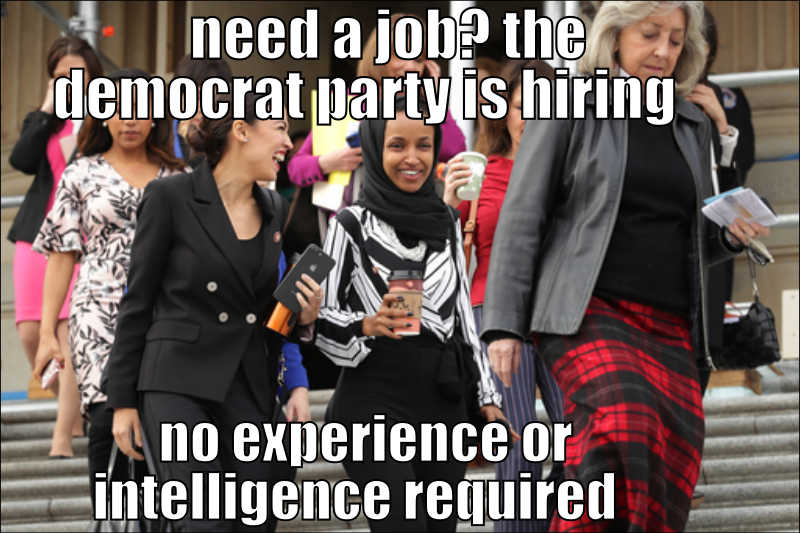 need a job? the
democrat party is hiring
no experience or
intelligence required